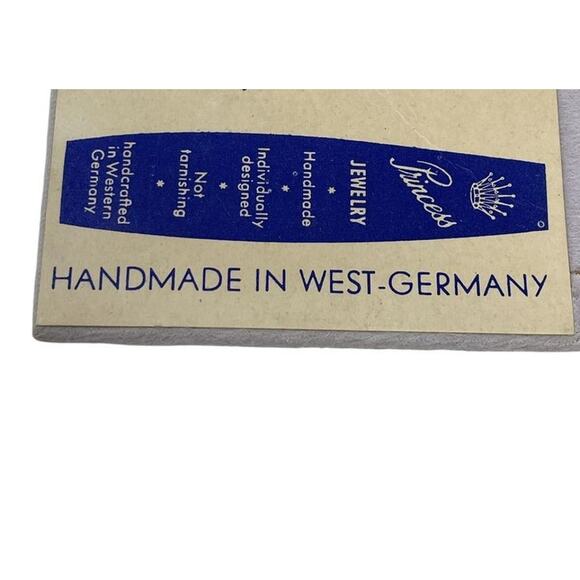 Princess
JEWELRY
*
Handmade
*
Individually
designed
*
Not
tarnishing
*
handcrafted
in Western
Germany
HANDMADE IN WEST-GERMANY